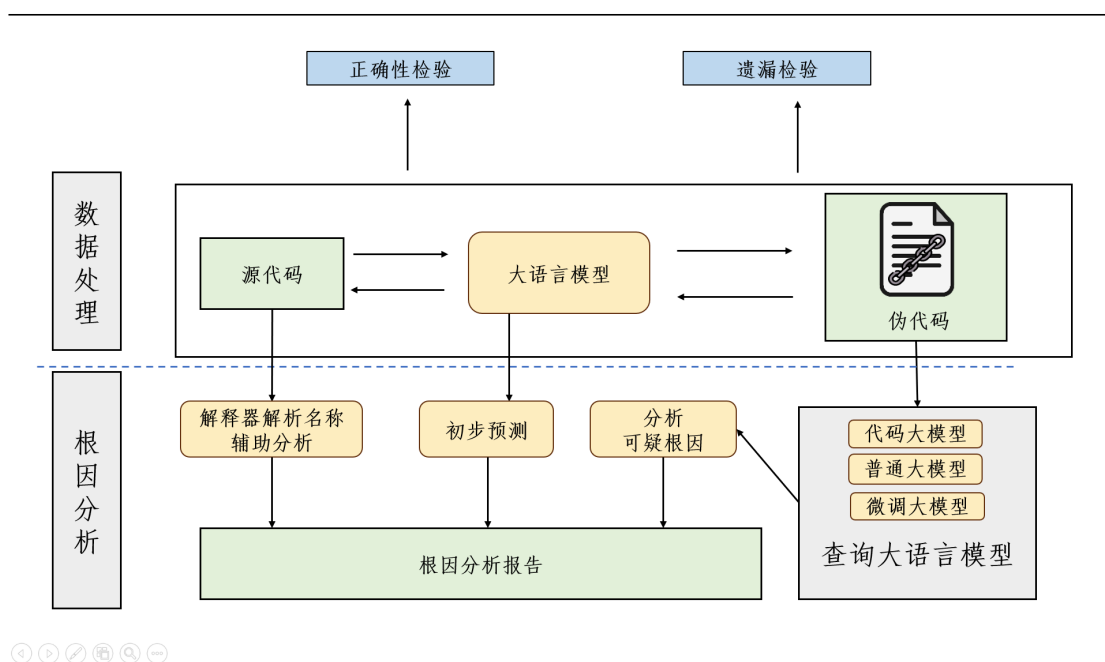 正确性检验
遗漏检验
数据处理
源代码
大语言模型
伪代码
根因分析
解释器解析名称
辅助分析
初步预测
分析
可疑根因
代码大模型
普通大模型
微调大模型
查询大语言模型
根因分析报告